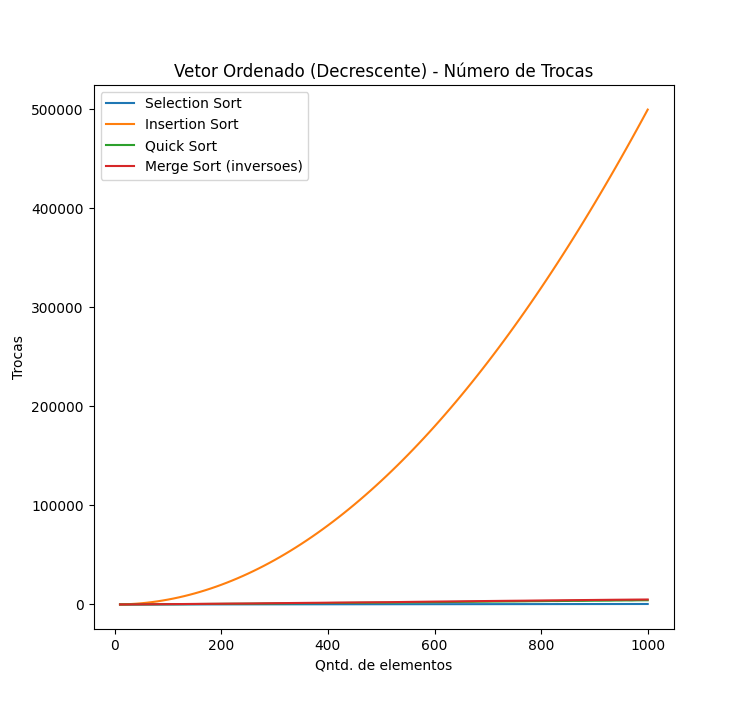 Vetor Ordenado (Decrescente) - Número de Trocas
Selection Sort
Insertion Sort
Quick Sort
Merge Sort (inversoes)
500000
400000
300000
200000
100000
0
Trocas
0 200 400 600 800 1000
Qntd. de elementos